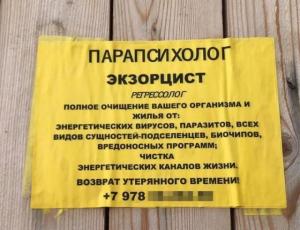 ПАРАПСИХОЛОГ
ЭКЗОРЦИСТ
РЕГРЕССОЛОГ
ПОЛНОЕ ОЧИЩЕНИЕ ВАШЕГО ОРГАНИЗМА И
ЖИЛЬЯ ОТ:
ЭНЕРГЕТИЧЕСКИХ ВИРУСОВ, ПАРАЗИТОВ, ВСЕХ
ВИДОВ СУЩНОСТЕЙ-ПОДСЕЛЕНЦЕВ, БИОЧИПОВ,
ВРЕДОНОСНЫХ ПРОГРАММ;
ЧИСТКА
ЭНЕРГЕТИЧЕСКИХ КАНАЛОВ ЖИЗНИ.
ВОЗВРАТ УТЕРЯННОГО ВРЕМЕНИ!
+7 978